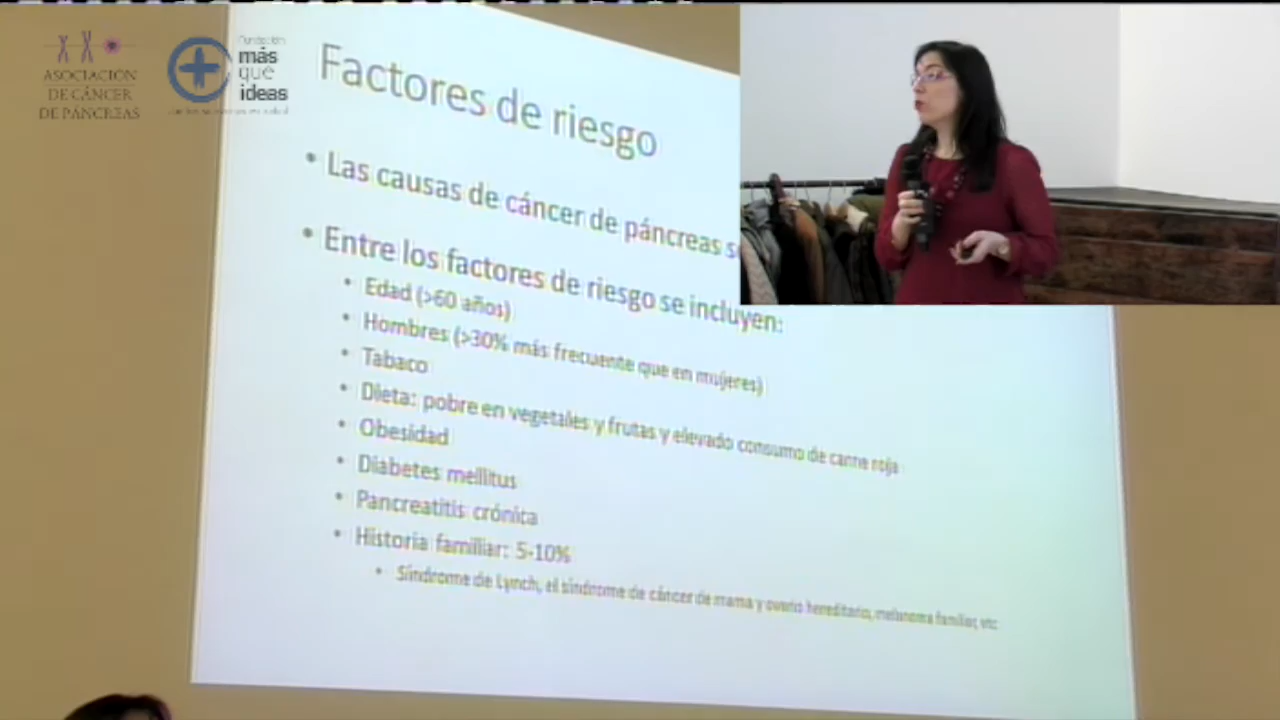 ASOCIACIÓN
DE CÁNCER
DE PÁNCREAS
Fundación
más
que
ideas
Factores de riesgo
• Las causas de cáncer de páncreas
• Entre los factores de riesgo se incluyen:
• Edad (>60 años)
• Hombres (>30% más frecuente que en mujeres)
• Tabaco
• Dieta: pobre en vegetales y frutas y elevado consumo de carne roja
• Obesidad
• Diabetes mellitus
• Pancreatitis crónica
• Historia familiar: 5-10%
• Síndrome de Lynch, el síndrome de cáncer de mama y ovario hereditario, melanoma familiar, etc